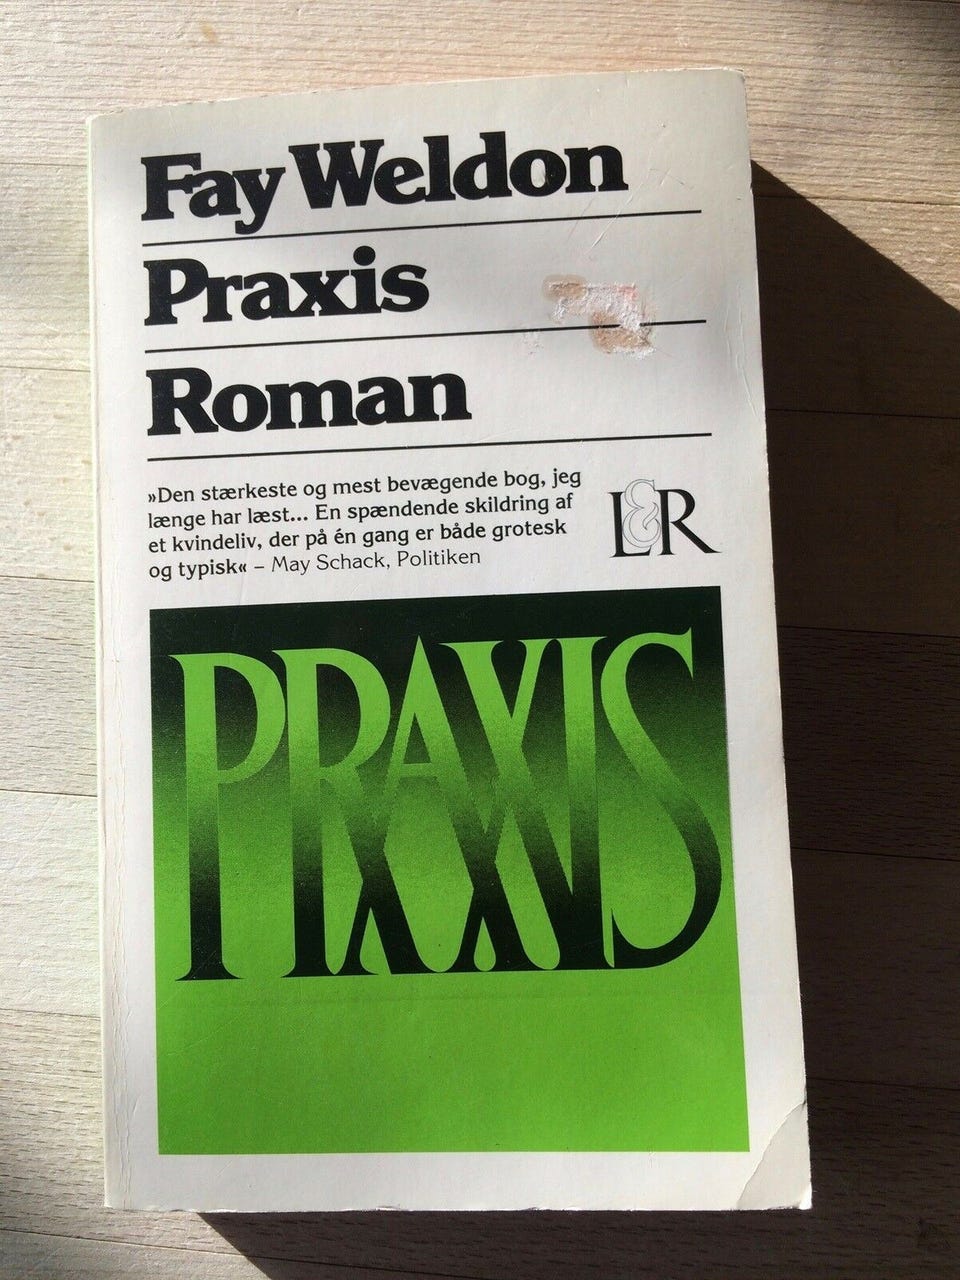 Fay Weldon
Praxis
Roman
»Den stærkeste og mest bevægende bog, jeg
længe har læst... En spændende skildring af
et kvindeliv, der på én gang er både grotesk
og typisk« – May Schack, Politiken
L&R
PRAXIS